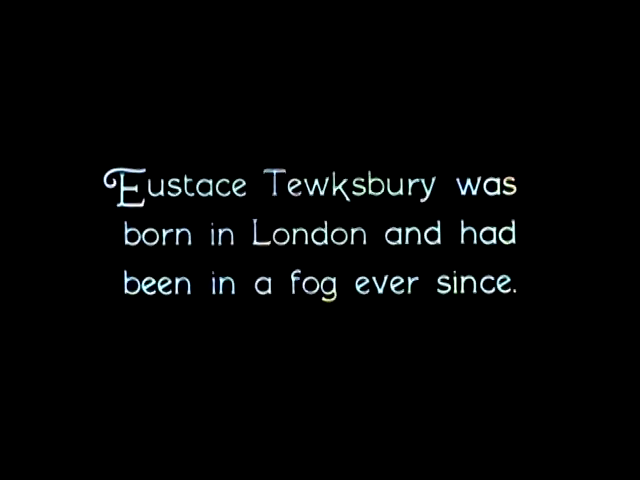 Eustace Tewksbury was
born in London and had
been in a fog ever since.